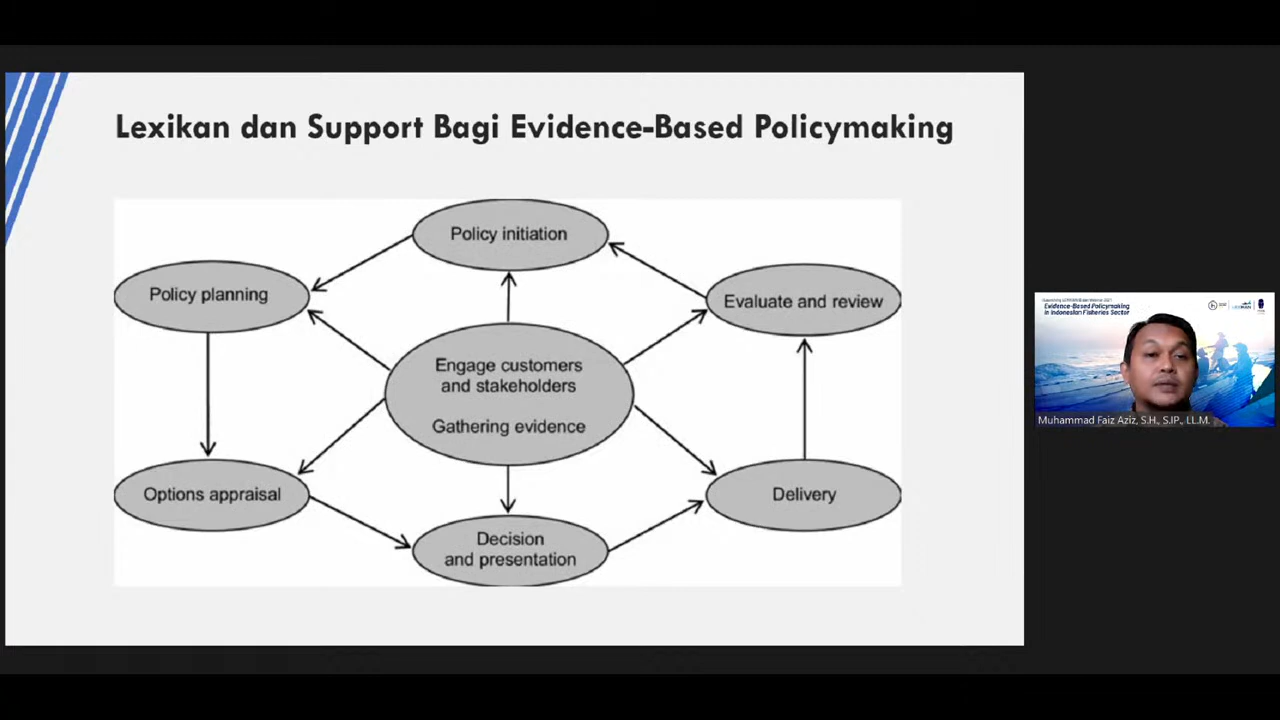 Lexikan dan Support Bagi Evidence-Based Policymaking
Policy initiation
Policy planning
Evaluate and review
Engage customers
and stakeholders
Gathering evidence
Options appraisal
Delivery
Decision
and presentation
Evidence-Based Policymaking
in Indonesian Fisheries Sector
Muhammad Faiz Aziz, S.H., S.IP., LL.M.